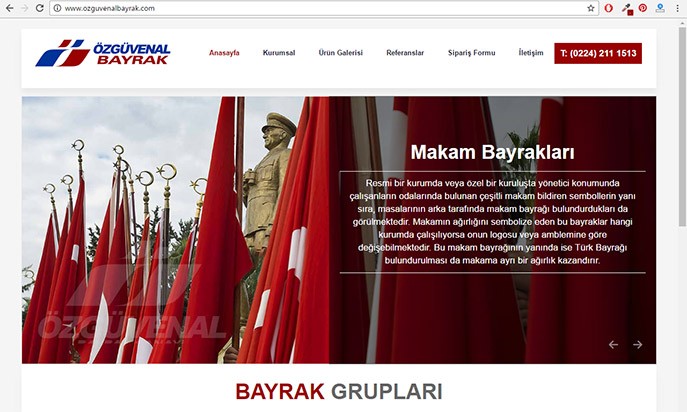 www.ozguvenalbayrak.com
ÖZGÜVENAL
BAYRAK
Anasayfa Kurumsal Ürün Galerisi Referanslar Sipariş Formu İletişim T: (0224) 211 1513
Makam Bayrakları
Resmi bir kurumda veya özel bir kuruluşta yönetici konumunda
çalışanların odalarında bulunan çeşitli makam bildiren sembollerin yanı
sıra, masalarının arka tarafında makam bayrağı bulundurdukları da
görülmektedir. Makamın ağırlığını sembolize eden bu bayraklar hangi
kurumda çalışılıyorsa onun logosu veya amblemine göre
değişebilmektedir. Bu makam bayrağının yanında ise Türk Bayrağı
bulundurulması da makama ayrı bir ağırlık kazandırır.
ÖZGÜVENAL
BAYRAK GRUPLARI